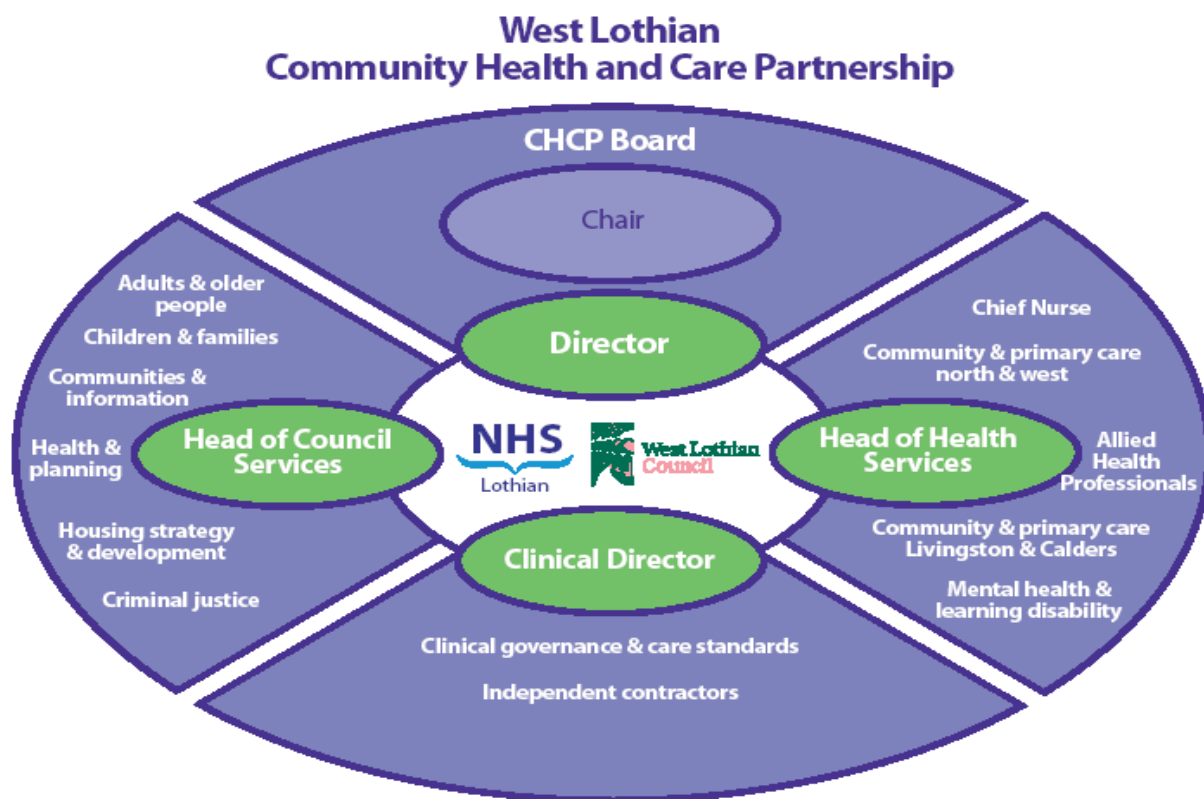 West Lothian
Community Health and Care Partnership
CHCP Board
Chair
Director
Adults & older
people
Children & families
Communities &
information
Head of Council
Services
Health &
planning
Housing strategy
& development
Criminal justice
NHS
Lothian
West Lothian
Council
Chief Nurse
Community & primary care
north & west
Head of Health
Services
Allied
Health
Professionals
Community & primary care
Livingston & Calders
Mental health &
learning disability
Clinical Director
Clinical governance & care standards
Independent contractors